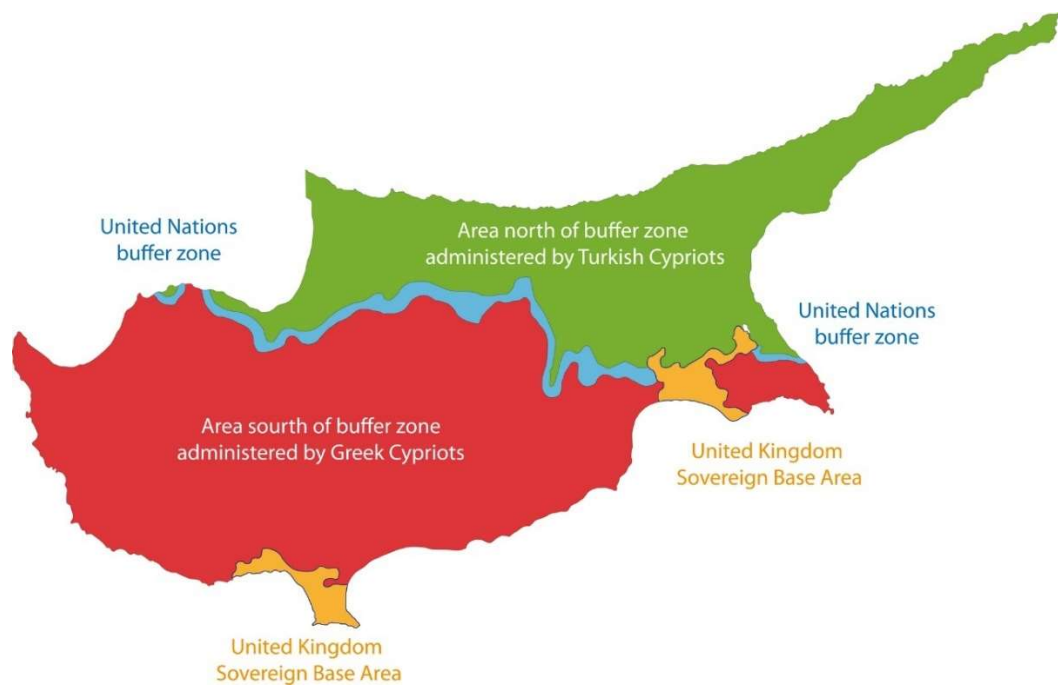 United Nations
buffer zone
Area north of buffer zone
administered by Turkish Cypriots
United Nations
buffer zone
Area sourth of buffer zone
administered by Greek Cypriots
United Kingdom
Sovereign Base Area
United Kingdom
Sovereign Base Area